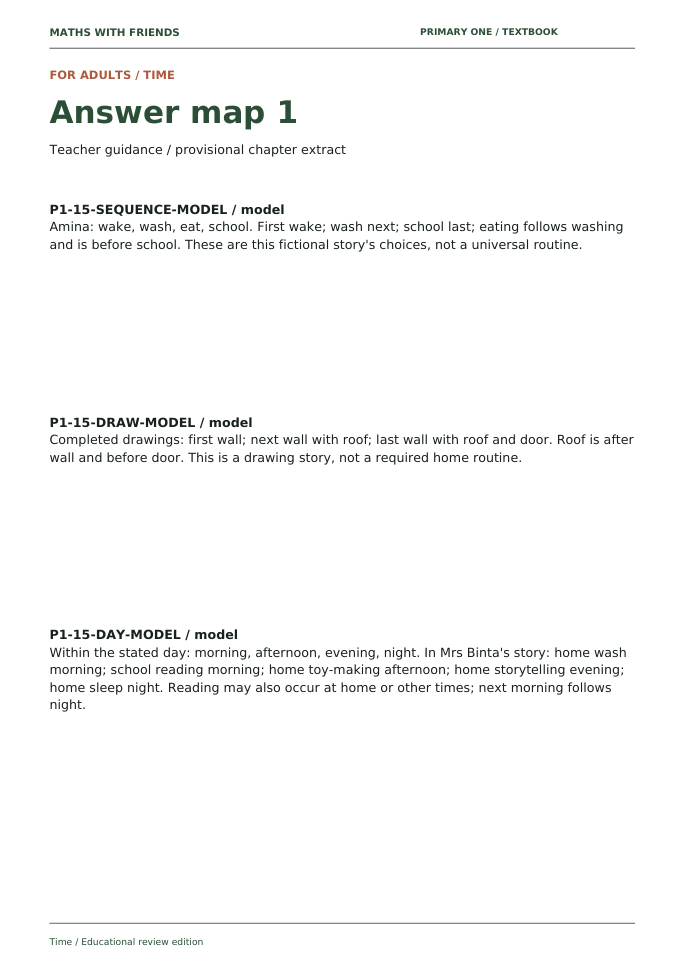 MATHS WITH FRIENDS
PRIMARY ONE / TEXTBOOK
FOR ADULTS / TIME
Answer map 1
Teacher guidance / provisional chapter extract
P1-15-SEQUENCE-MODEL / model
Amina: wake, wash, eat, school. First wake; wash next; school last; eating follows washing
and is before school. These are this fictional story's choices, not a universal routine.
P1-15-DRAW-MODEL / model
Completed drawings: first wall; next wall with roof; last wall with roof and door. Roof is after
wall and before door. This is a drawing story, not a required home routine.
P1-15-DAY-MODEL / model
Within the stated day: morning, afternoon, evening, night. In Mrs Binta's story: home wash
morning; school reading morning; home toy-making afternoon; home storytelling evening;
home sleep night. Reading may also occur at home or other times; next morning follows
night.
Time / Educational review edition